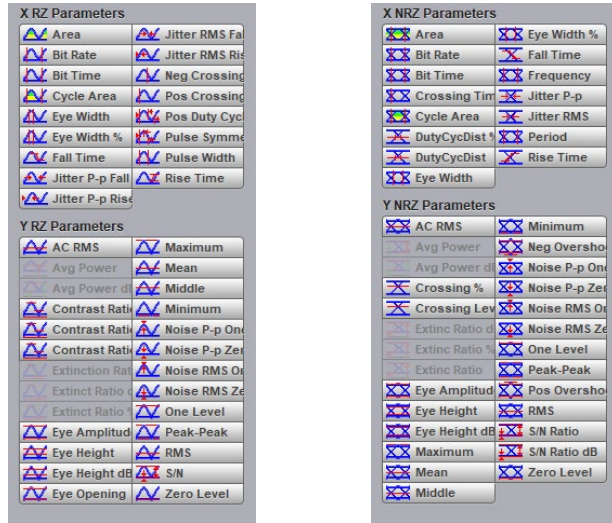 X RZ Parameters
Area
Jitter RMS Fal
Bit Rate
Jitter RMS Ris
Bit Time
Neg Crossing
Cycle Area
Pos Crossing
Eye Width
Pos Duty Cycl
Eye Width %
Pulse Symme
Fall Time
Pulse Width
Jitter P-p Fall
Rise Time
Jitter P-p Rise
Y RZ Parameters
AC RMS
Maximum
Avg Power
Mean
Avg Power dB
Middle
Contrast Ratio
Minimum
Contrast Ratio
Noise P-p One
Contrast Ratio
Noise P-p Zer
Extinction Rat
Noise RMS On
Extinct Ratio d
Noise RMS Ze
Extinct Ratio %
One Level
Eye Amplitud
Peak-Peak
Eye Height
RMS
Eye Height dB
S/N
Eye Opening
Zero Level
X NRZ Parameters
Area
Eye Width %
Bit Rate
Fall Time
Bit Time
Frequency
Crossing Tim
Jitter P-p
Cycle Area
Jitter RMS
DutyCycDist %
Period
DutyCycDist
Rise Time
Eye Width
Y NRZ Parameters
AC RMS
Minimum
Avg Power
Neg Oversho
Avg Power dB
Noise P-p One
Crossing %
Noise P-p Zer
Crossing Lev
Noise RMS On
Extinc Ratio d
Noise RMS Ze
Extinc Ratio %
One Level
Extinc Ratio
Peak-Peak
Eye Amplitud
Pos Oversho
Eye Height
RMS
Eye Height dB
S/N Ratio
Maximum
S/N Ratio dB
Mean
Zero Level
Middle